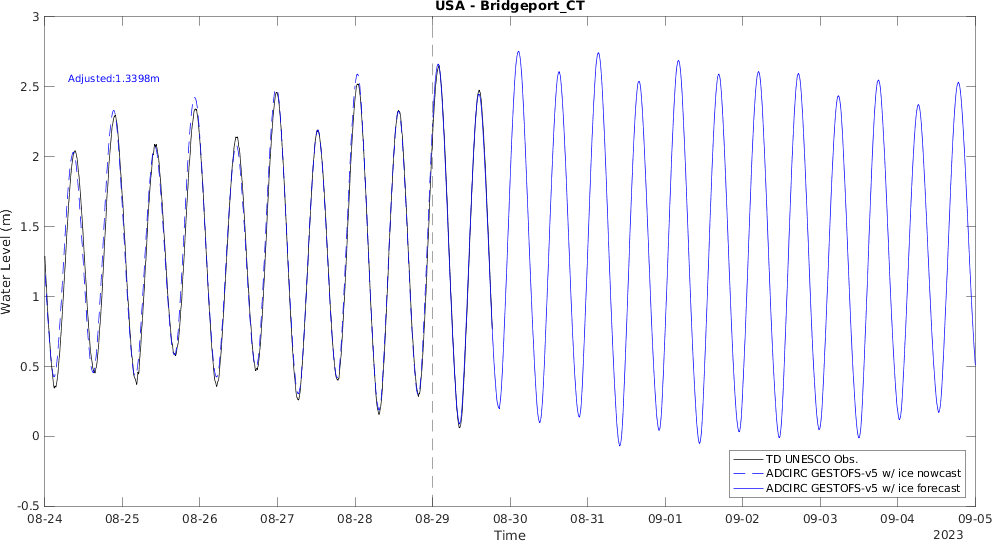 USA - Bridgeport_CT
3
Adjusted:1.3398m
2.5
2
1.5
1
0.5
0
-0.5
Water Level (m)
TD UNESCO Obs.
ADCIRC GESTOFS-v5 w/ ice nowcast
ADCIRC GESTOFS-v5 w/ ice forecast
08-24 08-25 08-26 08-27 08-28 08-29 08-30 08-31 09-01 09-02 09-03 09-04 09-05
Time
2023